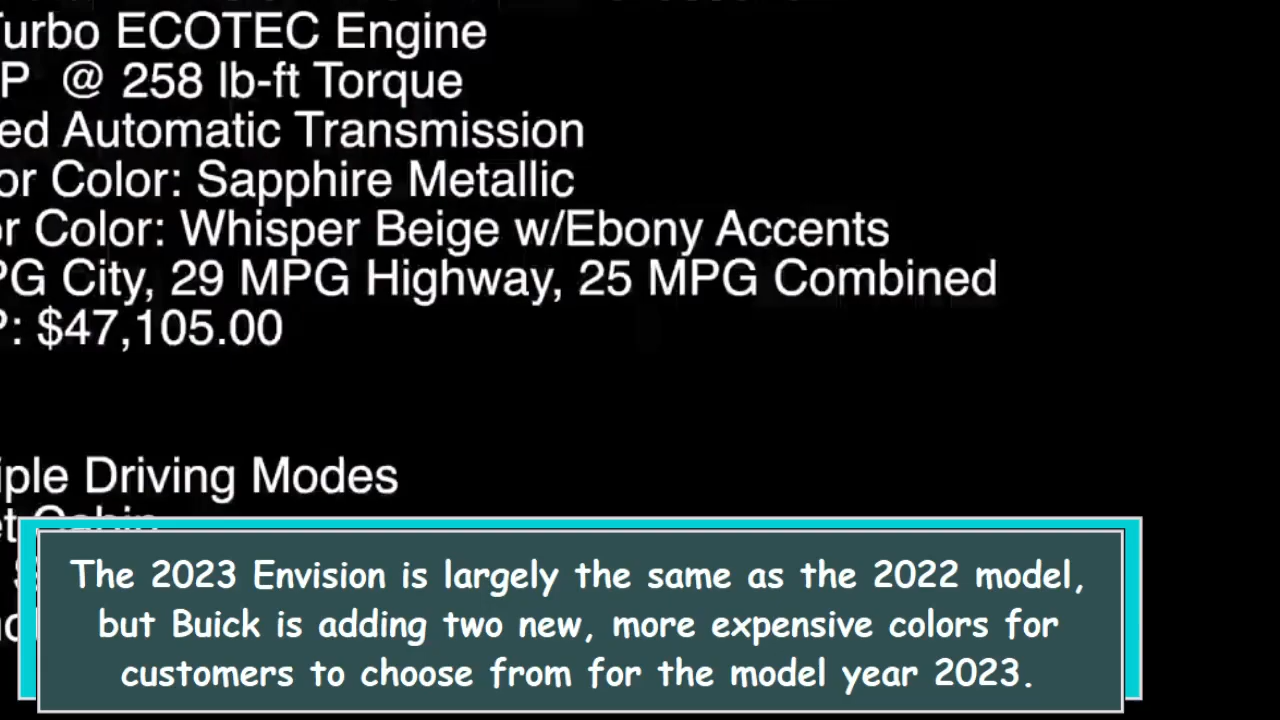 Turbo ECOTEC Engine
P @ 258 lb-ft Torque
ed Automatic Transmission
or Color: Sapphire Metallic
or Color: Whisper Beige w/Ebony Accents
PG City, 29 MPG Highway, 25 MPG Combined
P: $47,105.00
iple Driving Modes
et Cabin
The 2023 Envision is largely the same as the 2022 model,
but Buick is adding two new, more expensive colors for
customers to choose from for the model year 2023.